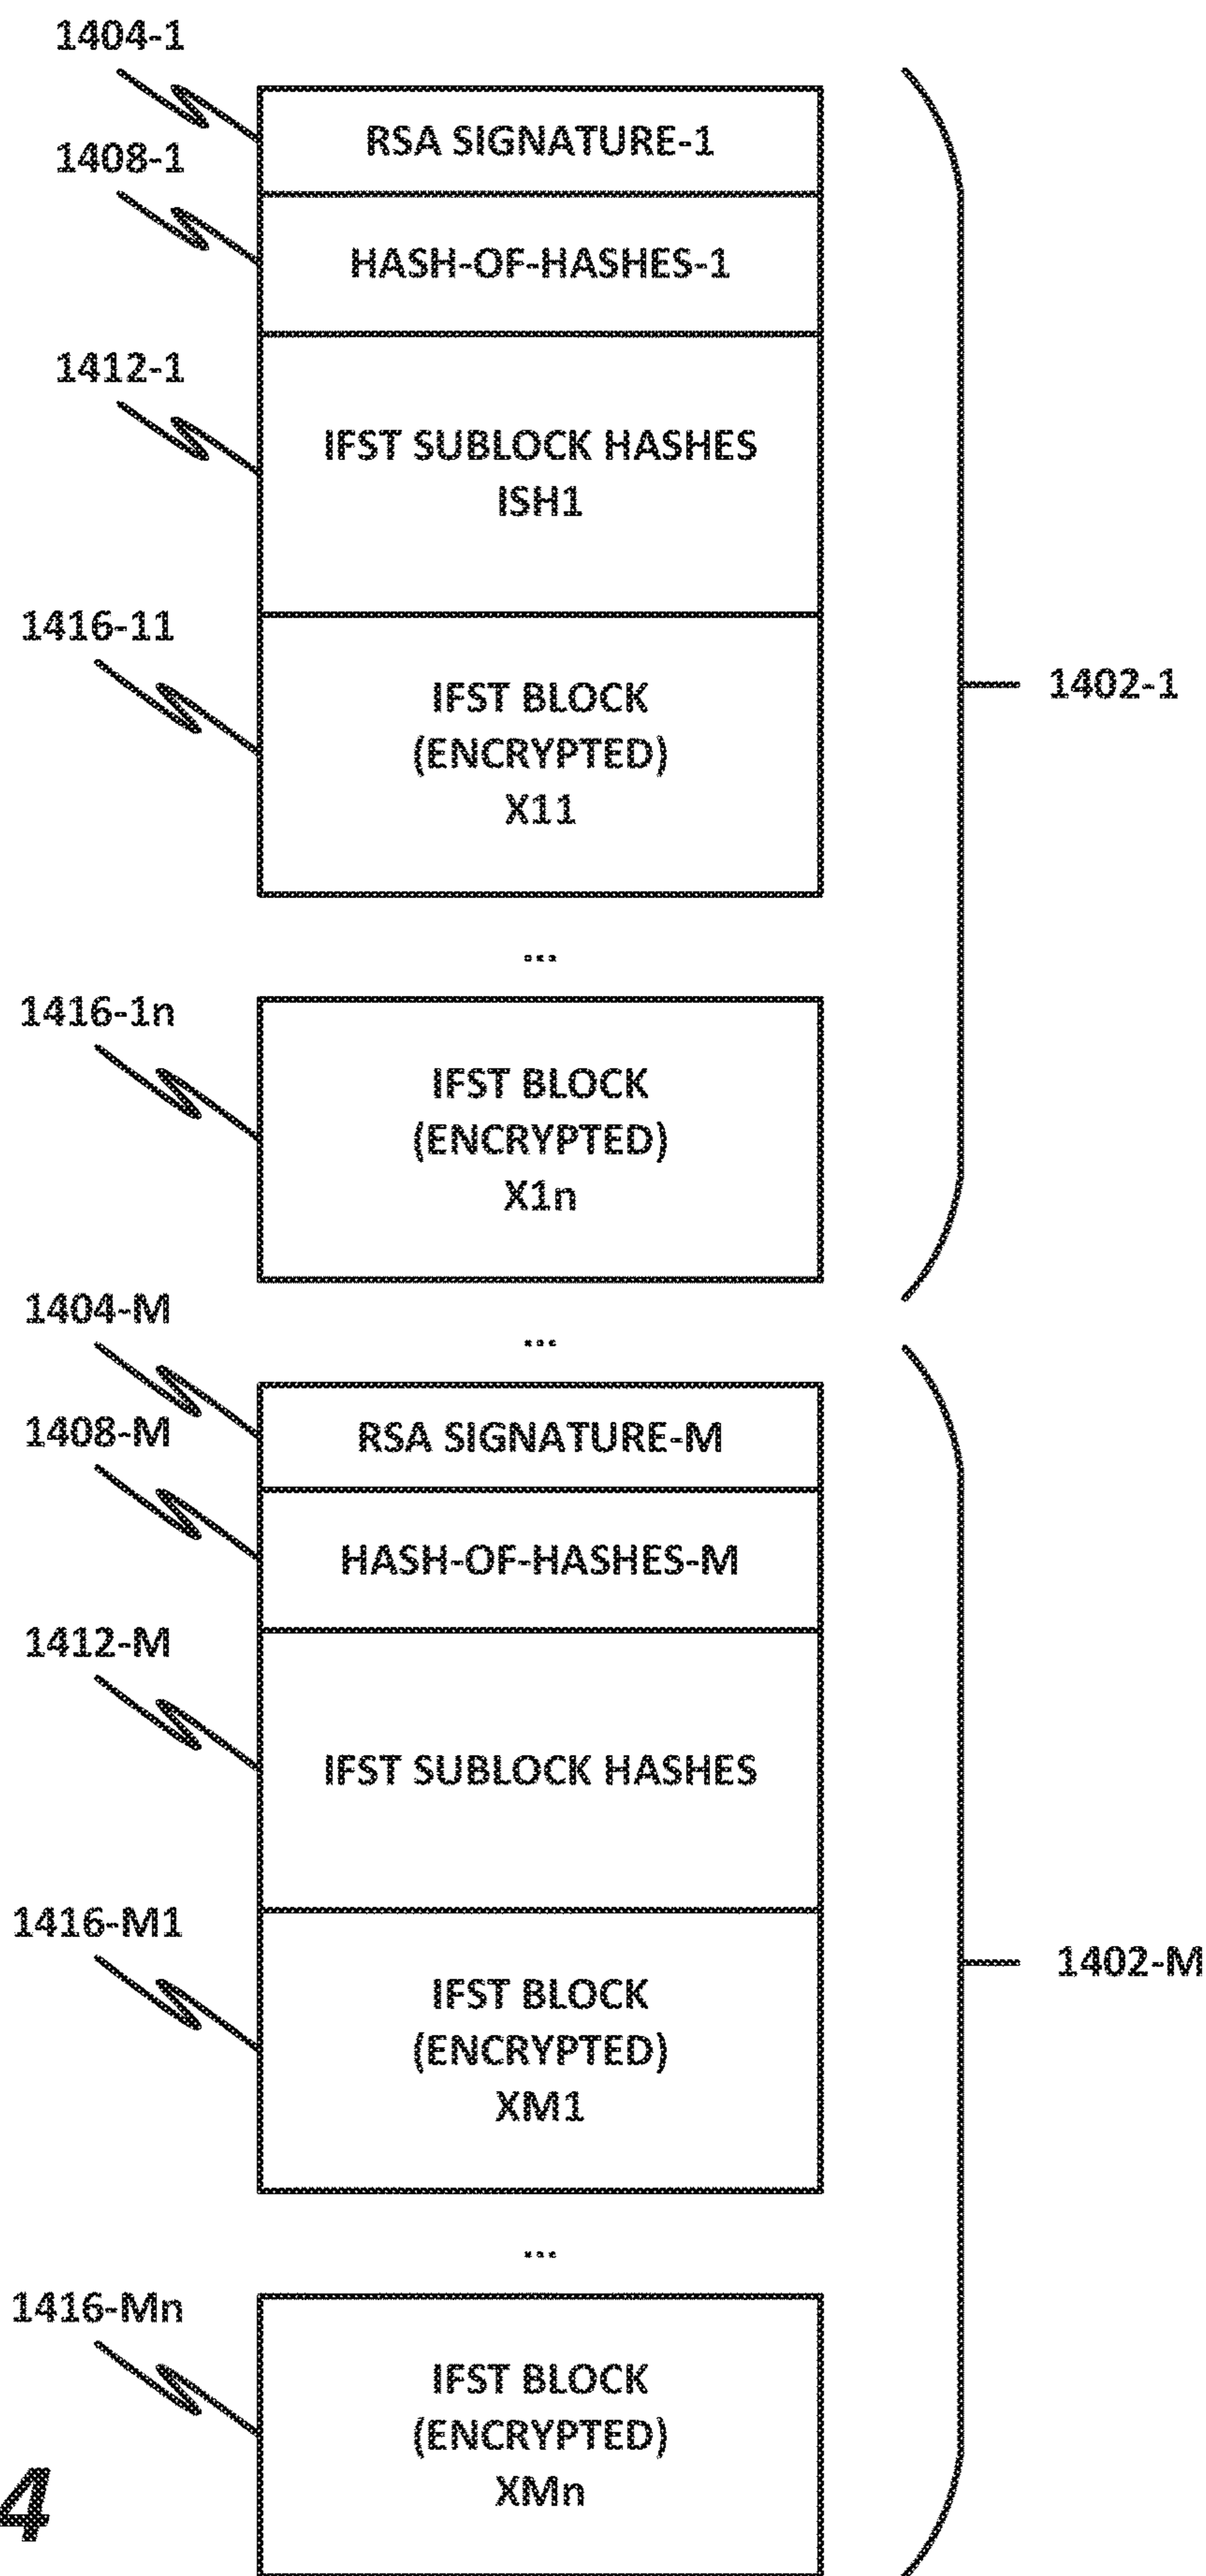 1404-1
RSA SIGNATURE-1
1408-1
HASH-OF-HASHES-1
1412-1
IFST SUBLOCK HASHES
ISH1
1416-11
IFST BLOCK
(ENCRYPTED)
X11
1402-1
...
1416-1n
IFST BLOCK
(ENCRYPTED)
X1n
1404-M
...
RSA SIGNATURE-M
1408-M
HASH-OF-HASHES-M
1412-M
IFST SUBLOCK HASHES
1416-M1
IFST BLOCK
(ENCRYPTED)
XM1
1402-M
...
1416-Mn
IFST BLOCK
(ENCRYPTED)
XMn
4